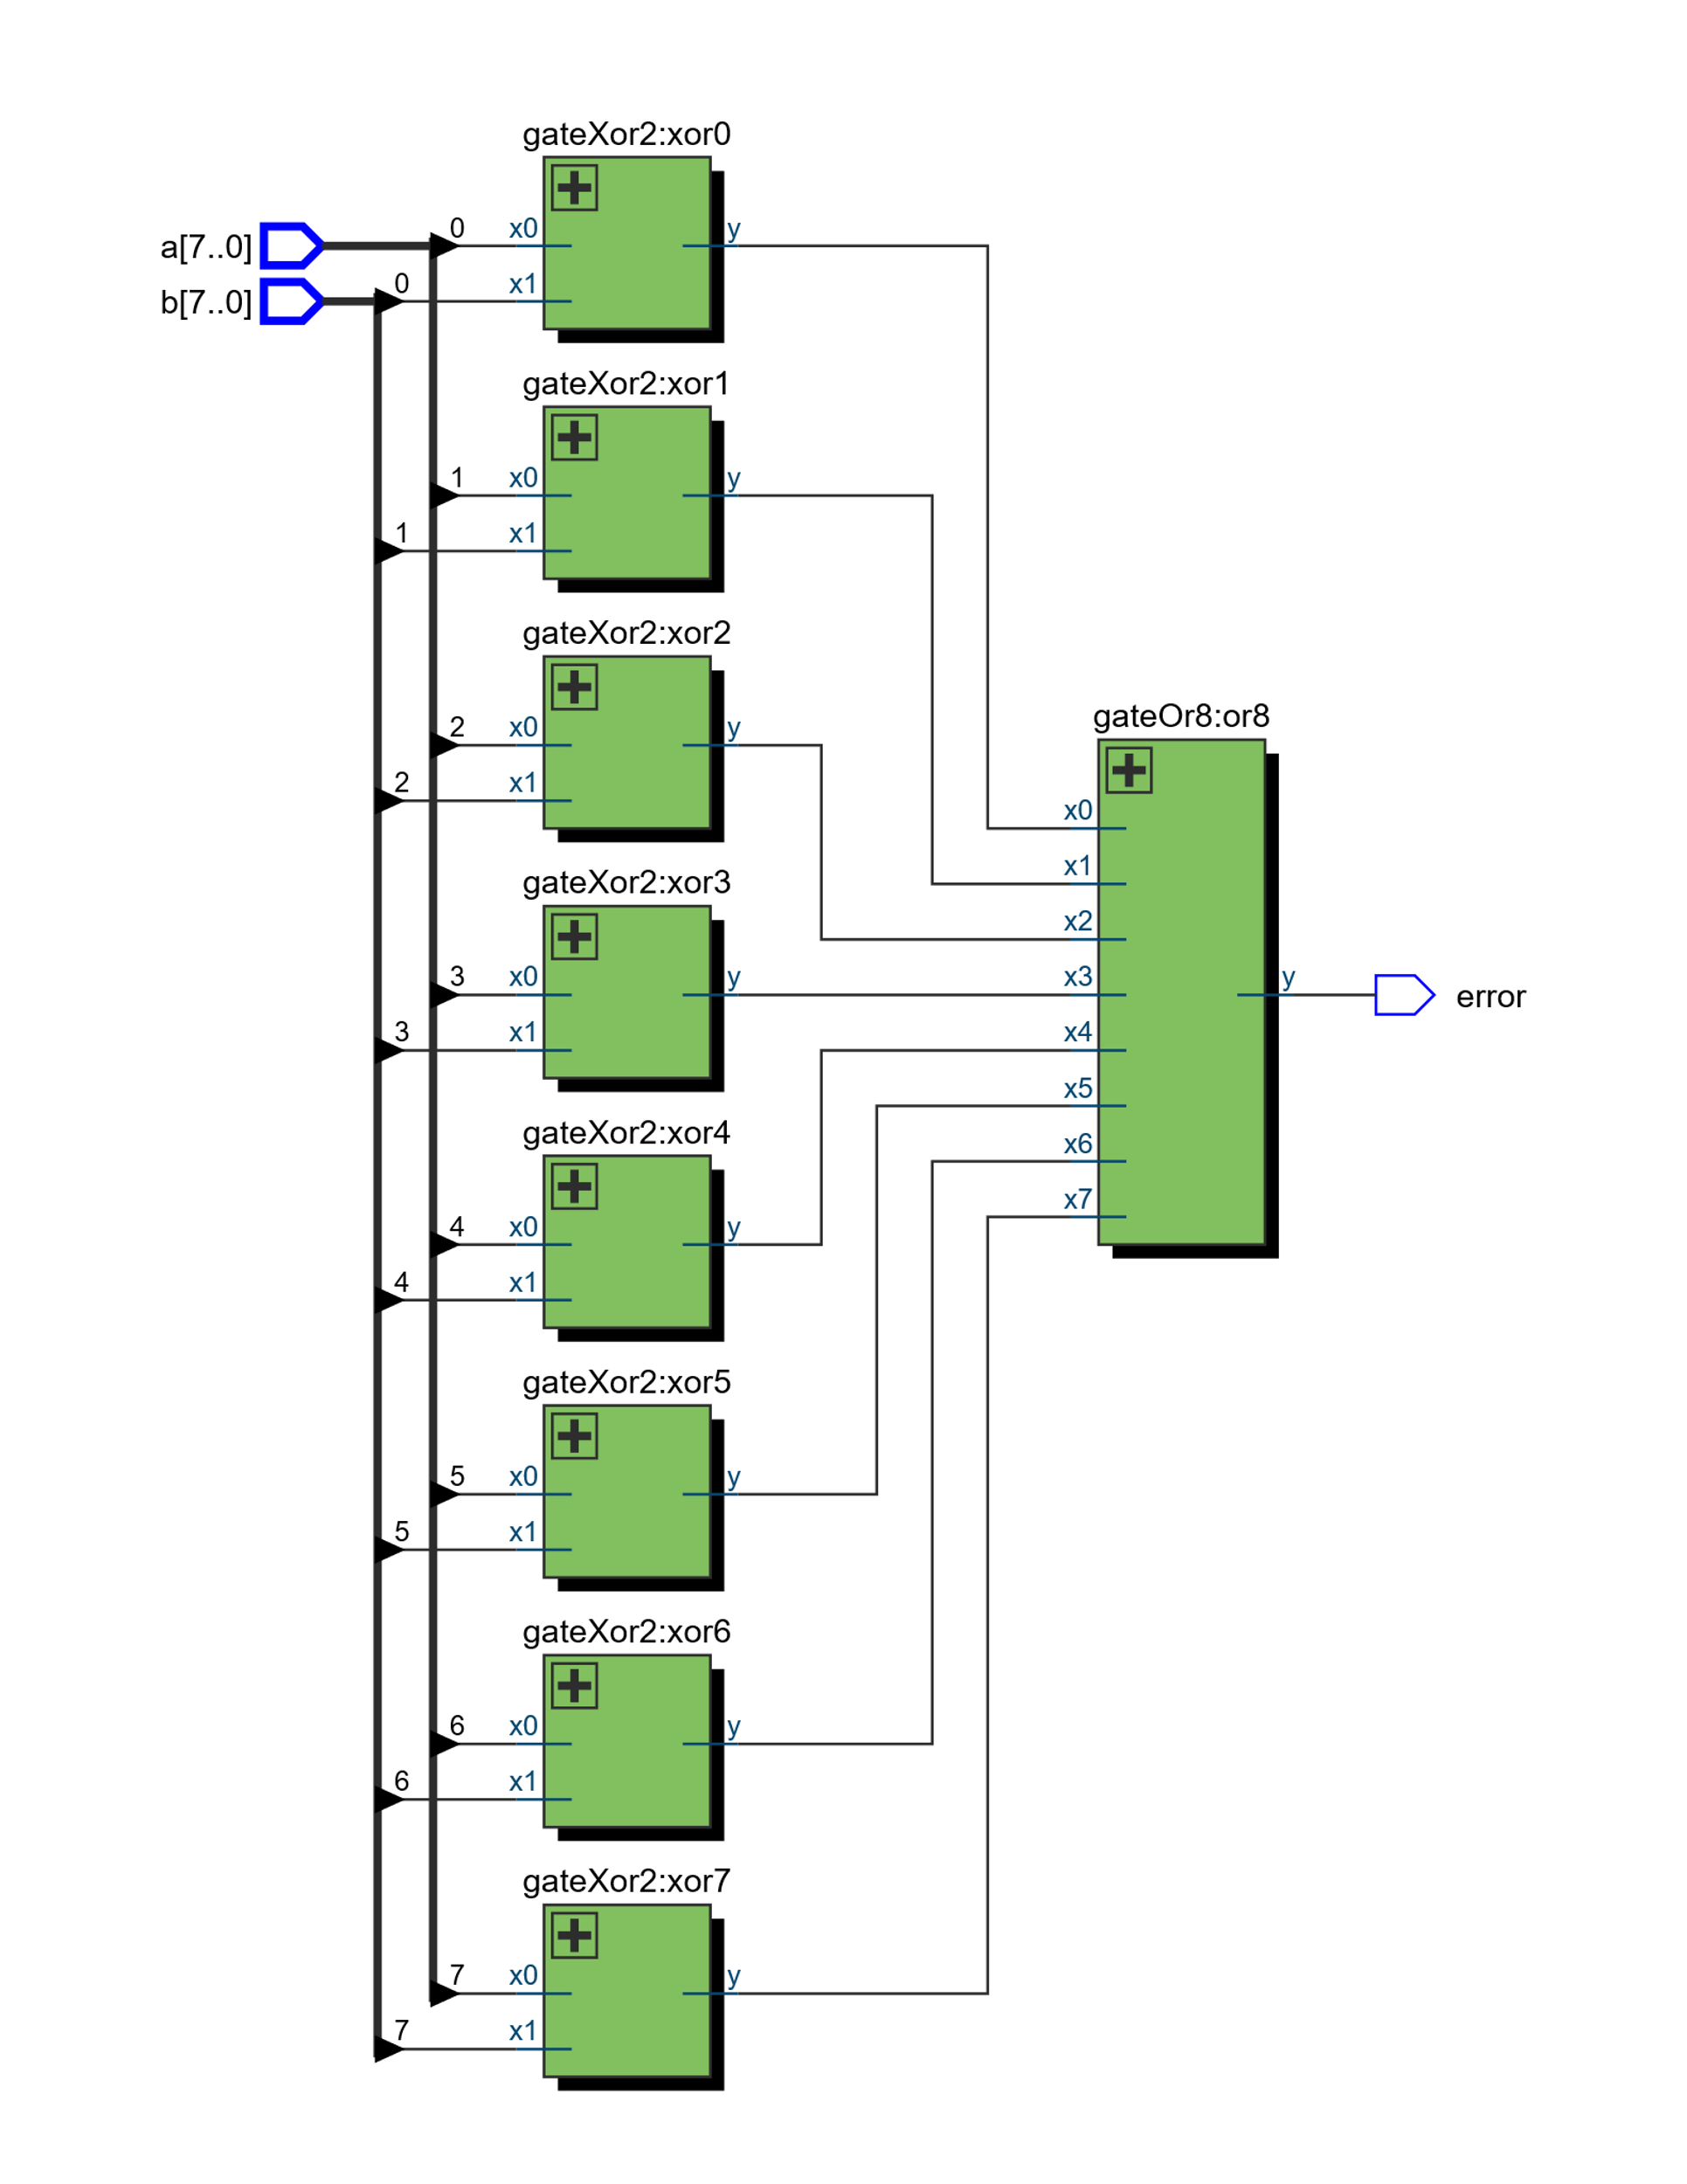 gateXor2:xor0
a[7..0] 0 x0 y
b[7..0] 0 x1
gateXor2:xor1
1 x0 y
1 x1
gateXor2:xor2
2 x0 y
2 x1
gateOr8:or8
x0
x1
x2
x3
x4
x5
x6
x7
y error
gateXor2:xor3
3 x0 y
3 x1
gateXor2:xor4
4 x0 y
4 x1
gateXor2:xor5
5 x0 y
5 x1
gateXor2:xor6
6 x0 y
6 x1
gateXor2:xor7
7 x0 y
7 x1